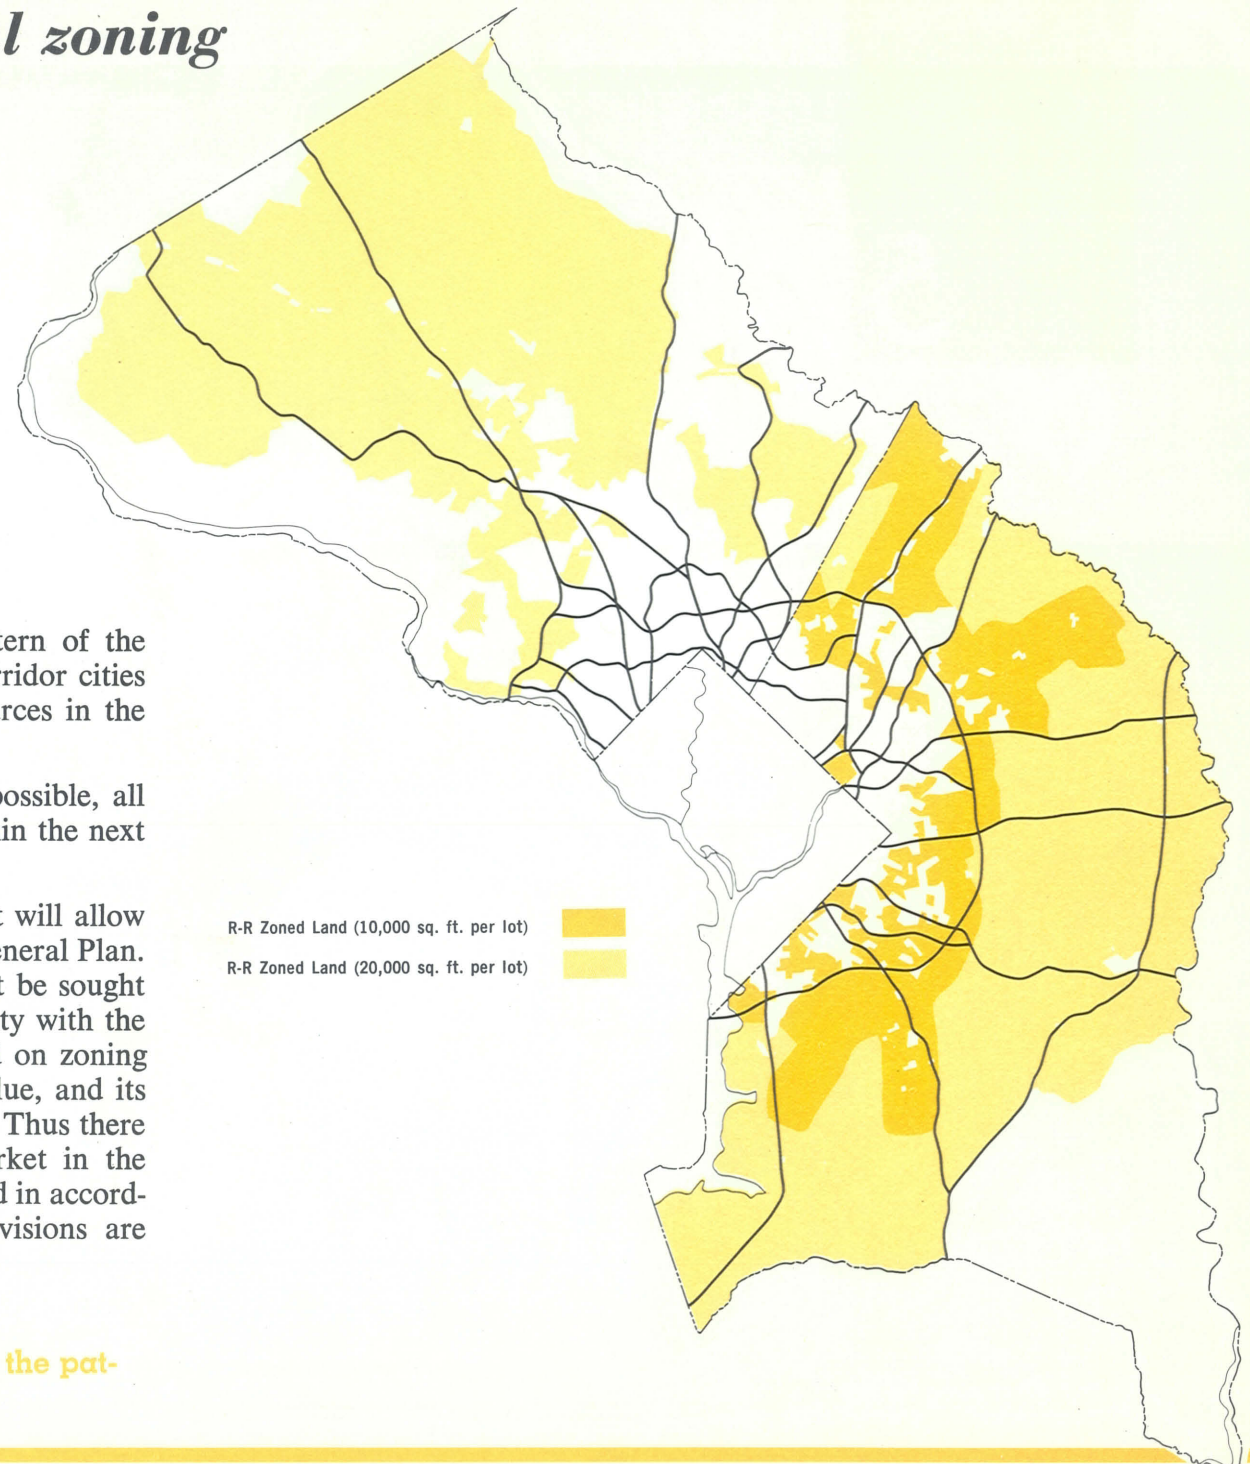 l zoning
tern of the
rridor cities
rces in the
possible, all
in the next
t will allow
eneral Plan.
t be sought
ty with the
on zoning
lue, and its
Thus there
rket in the
d in accord-
visions are
the pat-
R-R Zoned Land (10,000 sq. ft. per lot)
R-R Zoned Land (20,000 sq. ft. per lot)